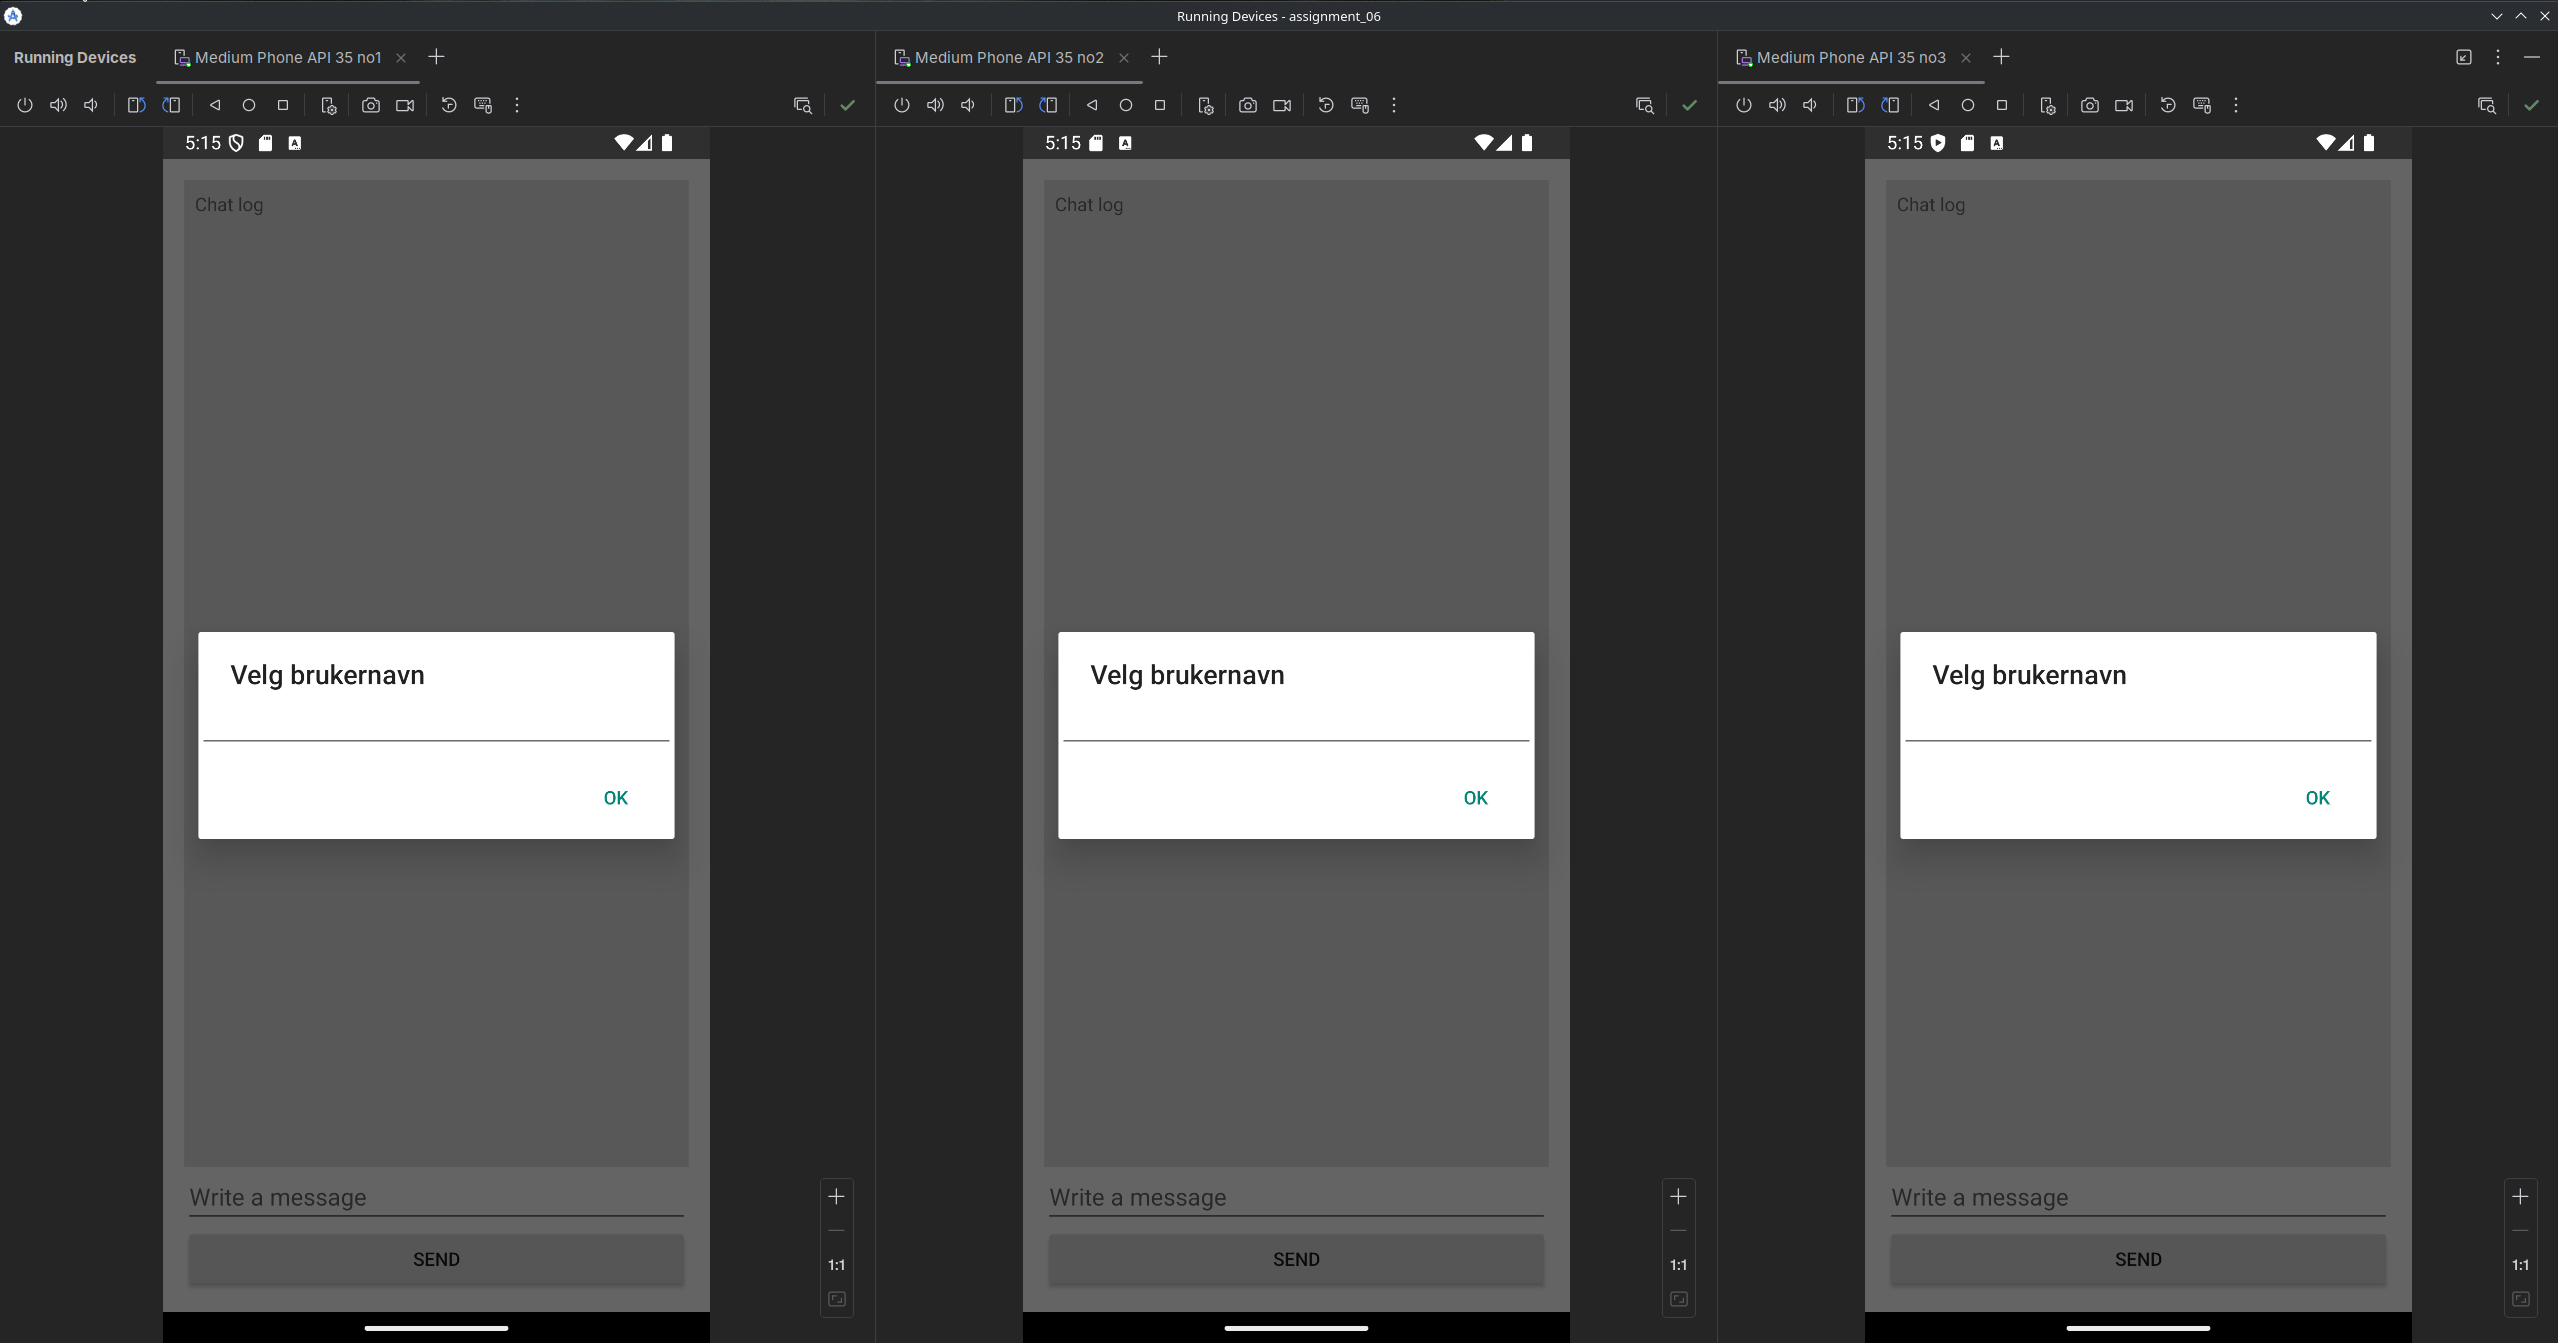 Running Devices - assignment_06
Running Devices
Medium Phone API 35 no1
Medium Phone API 35 no2
Medium Phone API 35 no3
5:15
A
Chat log
Velg brukernavn
OK
Write a message
SEND
1:1
5:15
A
Chat log
Velg brukernavn
OK
Write a message
SEND
1:1
5:15
A
Chat log
Velg brukernavn
OK
Write a message
SEND
1:1